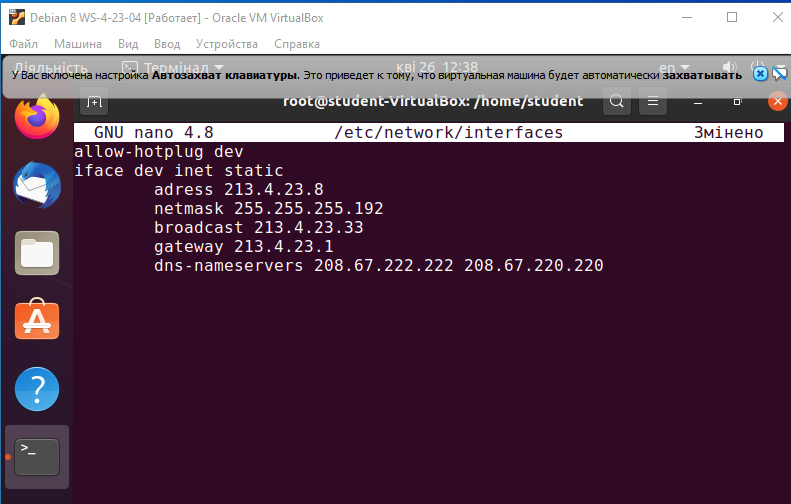 Debian 8 WS-4-23-04 [Работает] - Oracle VM VirtualBox
Файл Машина Вид Ввод Устройства Справка
Діяльність Термінал кві 26 12:38 en
У Вас включена настройка Автозахват клавиатуры. Это приведет к тому, что виртуальная машина будет автоматически захватывать
root@student-VirtualBox: /home/student
GNU nano 4.8 /etc/network/interfaces Змінено
allow-hotplug dev
iface dev inet static
adress 213.4.23.8
netmask 255.255.255.192
broadcast 213.4.23.33
gateway 213.4.23.1
dns-nameservers 208.67.222.222 208.67.220.220